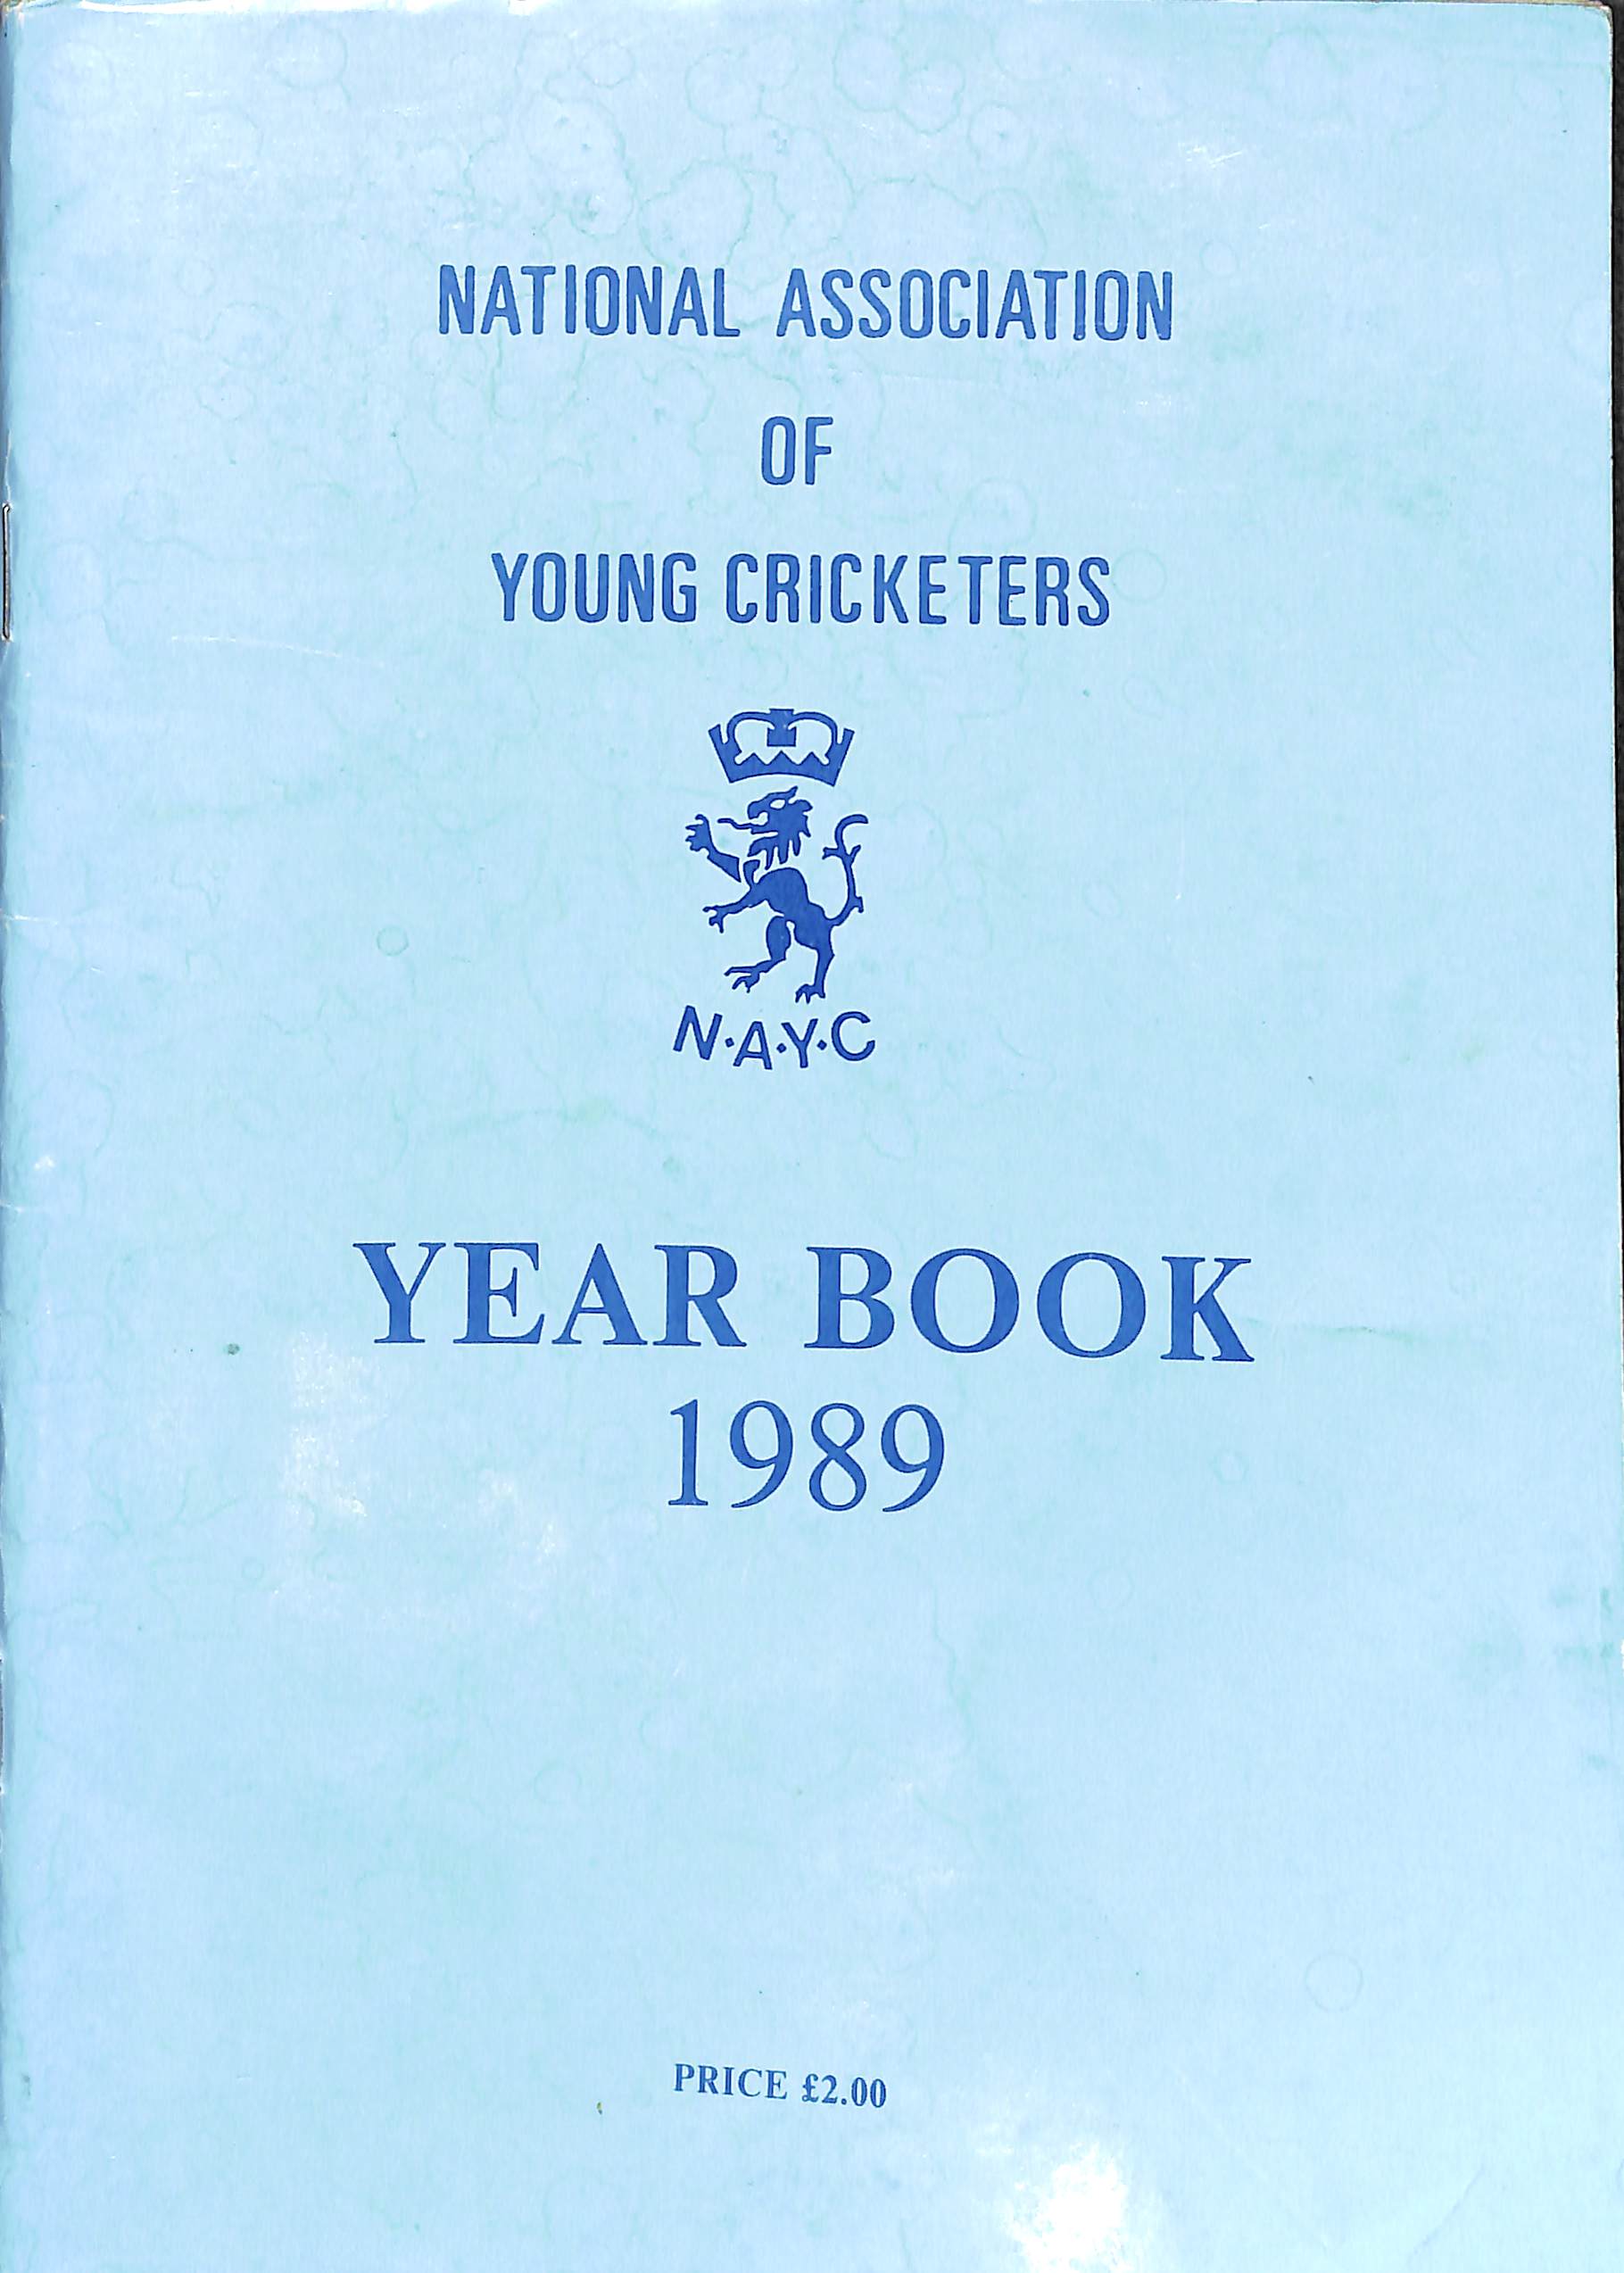 NATIONAL ASSOCIATION
OF
YOUNG CRICKETERS
N·A·Y·C
YEAR BOOK
1989
PRICE £2.00